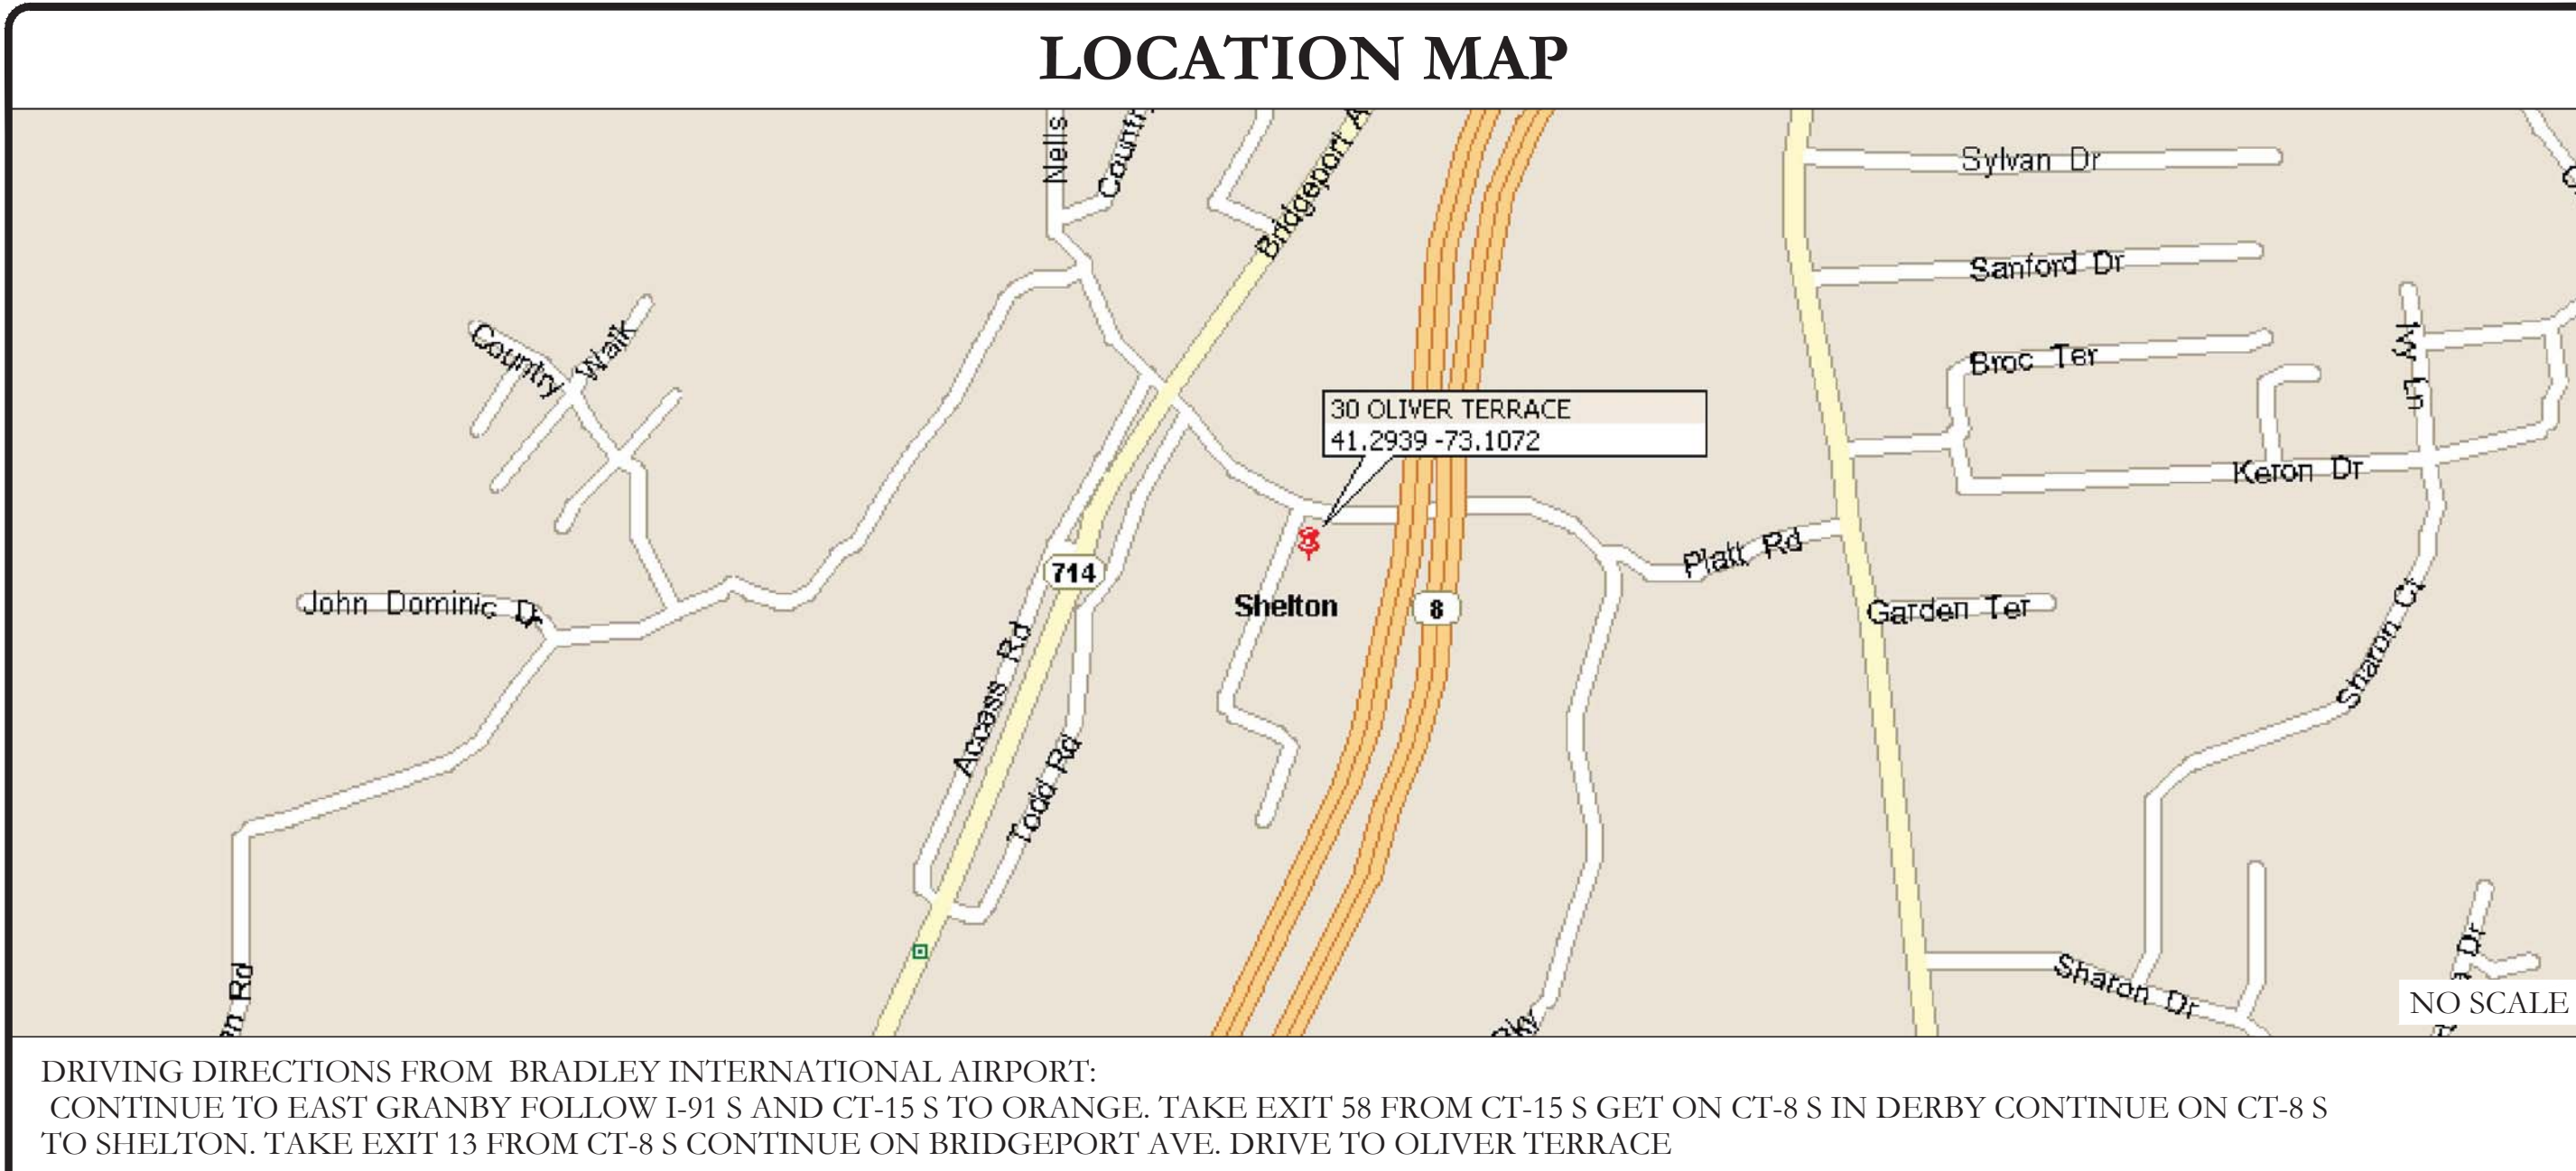 LOCATION MAP
Nells
Bridgeport A
Sylvan Dr
Sanford Dr
Country Walk
Ivy Ln
Broc Ter
30 OLIVER TERRACE
41.2939 -73.1072
Keron Dr
Platt Rd
714
John Dominic Dr
Shelton
8
Garden Ter
Access Rd
Sharon Ct
Todd Rd
Rd
Sharon Dr
Dr
NO SCALE
DRIVING DIRECTIONS FROM BRADLEY INTERNATIONAL AIRPORT:
CONTINUE TO EAST GRANBY FOLLOW I-91 S AND CT-15 S TO ORANGE. TAKE EXIT 58 FROM CT-15 S GET ON CT-8 S IN DERBY CONTINUE ON CT-8 S
TO SHELTON. TAKE EXIT 13 FROM CT-8 S CONTINUE ON BRIDGEPORT AVE. DRIVE TO OLIVER TERRACE